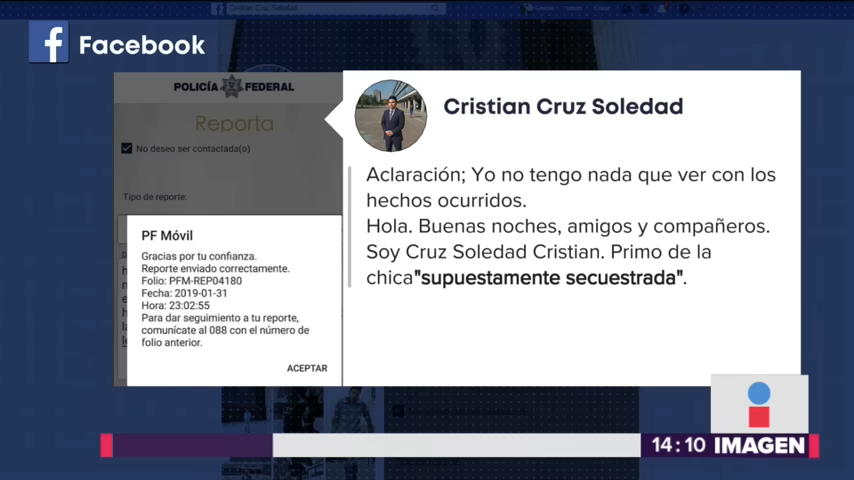 Cristian Cruz Soledad
Facebook
POLICÍA FEDERAL
Reporta
No deseo ser contactada(o)
Tipo de reporte:
PF Móvil
Gracias por tu confianza.
Reporte enviado correctamente.
Folio: PFM-REP04180
Fecha: 2019-01-31
Hora: 23:02:55
Para dar seguimiento a tu reporte,
comunícate al 088 con el número de
folio anterior.
ACEPTAR
Cristian Cruz Soledad
Aclaración; Yo no tengo nada que ver con los
hechos ocurridos.
Hola. Buenas noches, amigos y compañeros.
Soy Cruz Soledad Cristian. Primo de la
chica"supuestamente secuestrada".
14:10 IMAGEN